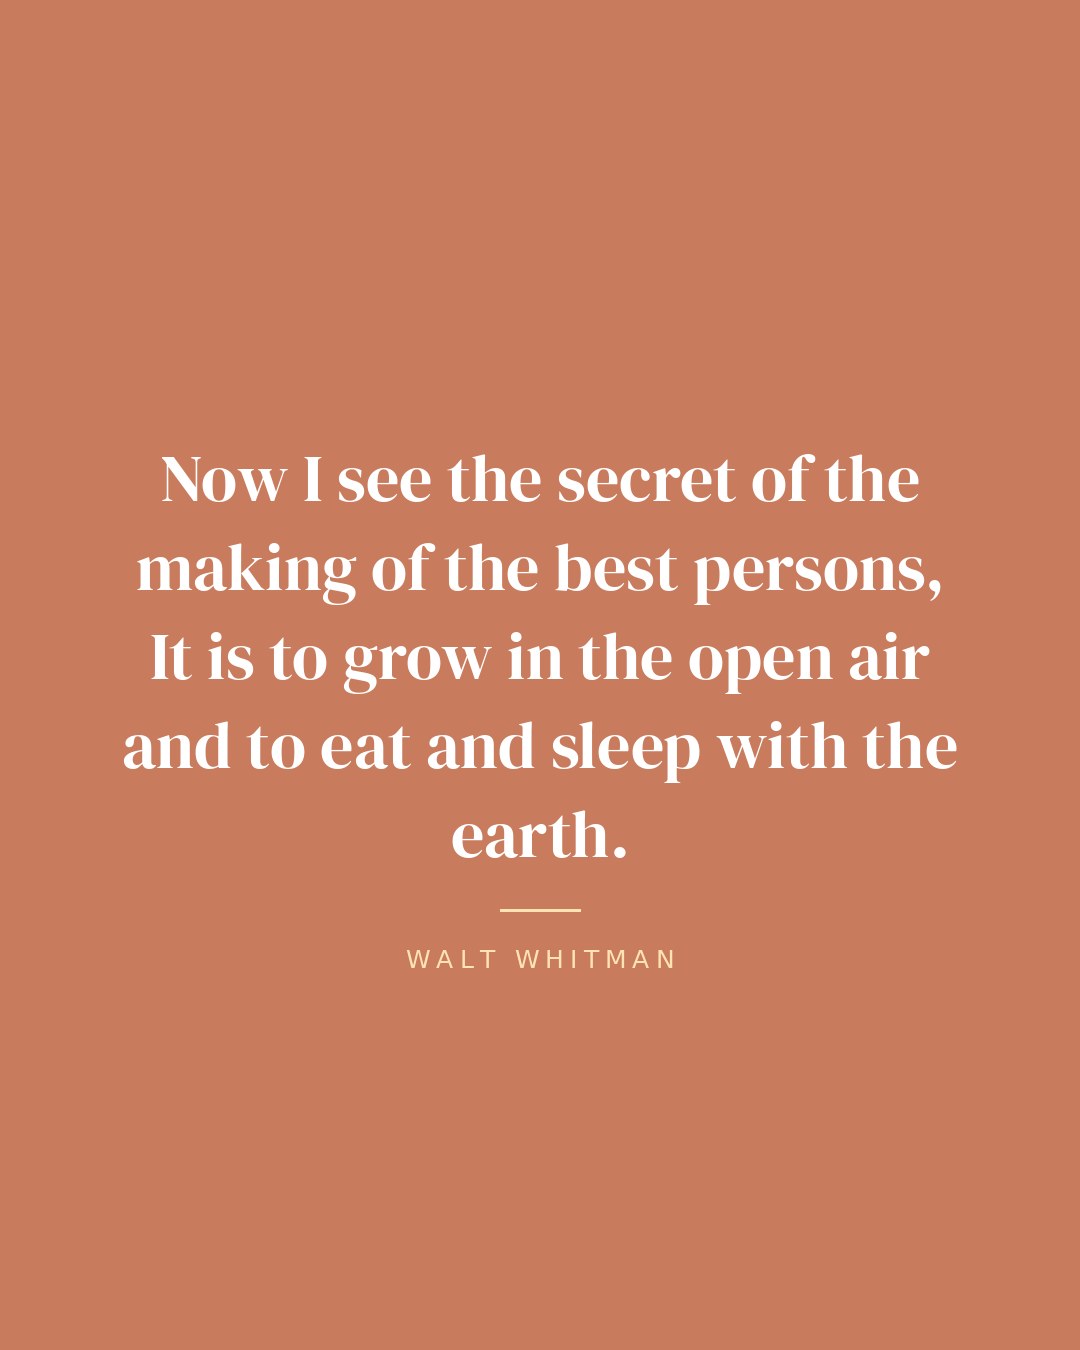 Now I see the secret of the
making of the best persons,
It is to grow in the open air
and to eat and sleep with the
earth.
WALT WHITMAN